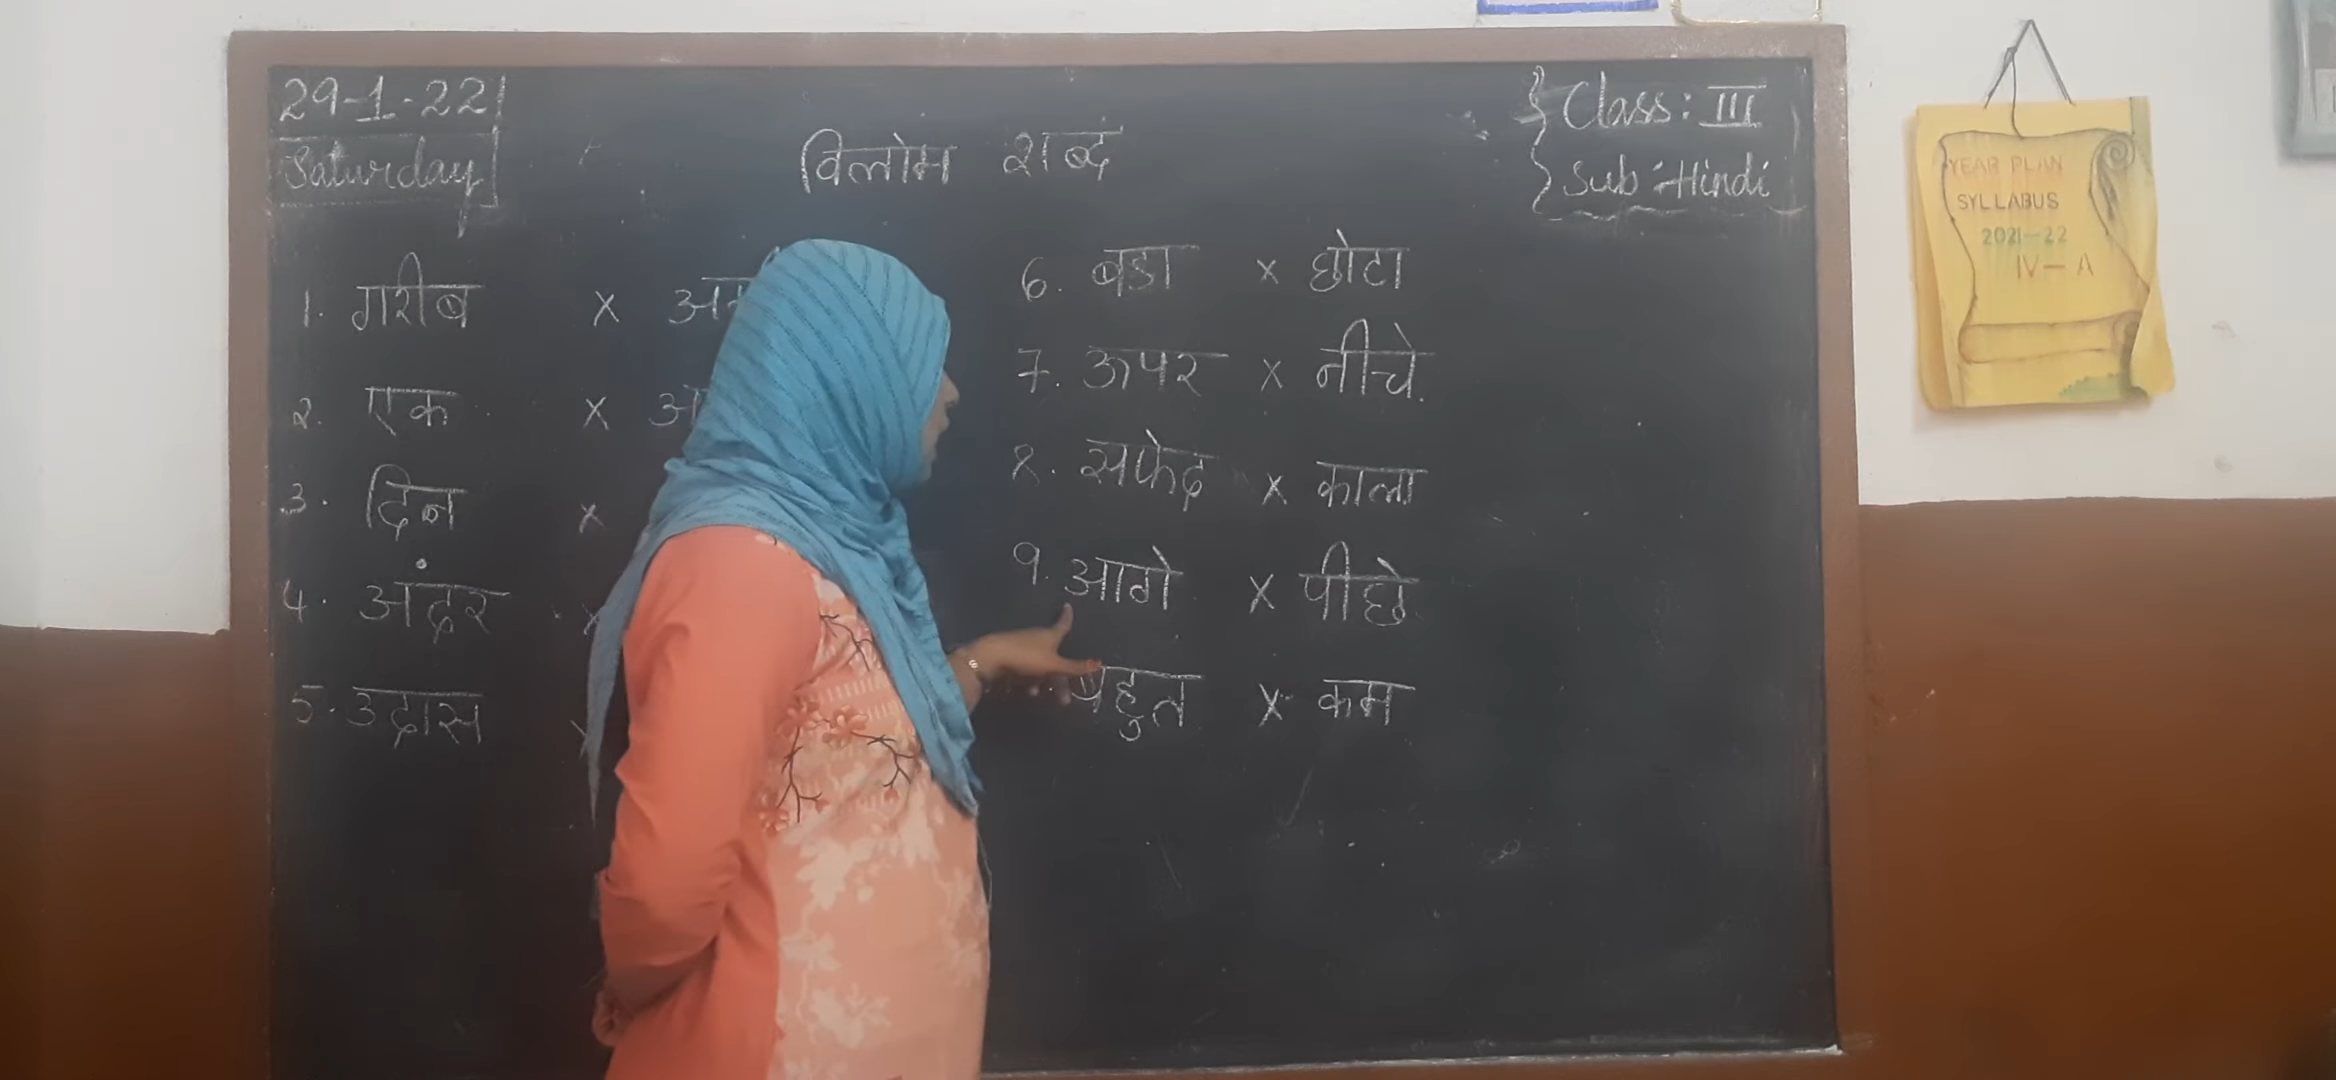 29-1-22
Saturday
Class: III
Sub: Hindi
विलोम शब्द
1. गरीब x
2. एक x
3. दिन x
4. अंदर x
5. उदास
6. बडा x छोटा
7. ऊपर x नीचे
8. सफेद x काला
9. आगे x पीछे
बहुत x कम
YEAR PLAN
SYLLABUS
2021-22
IV - A